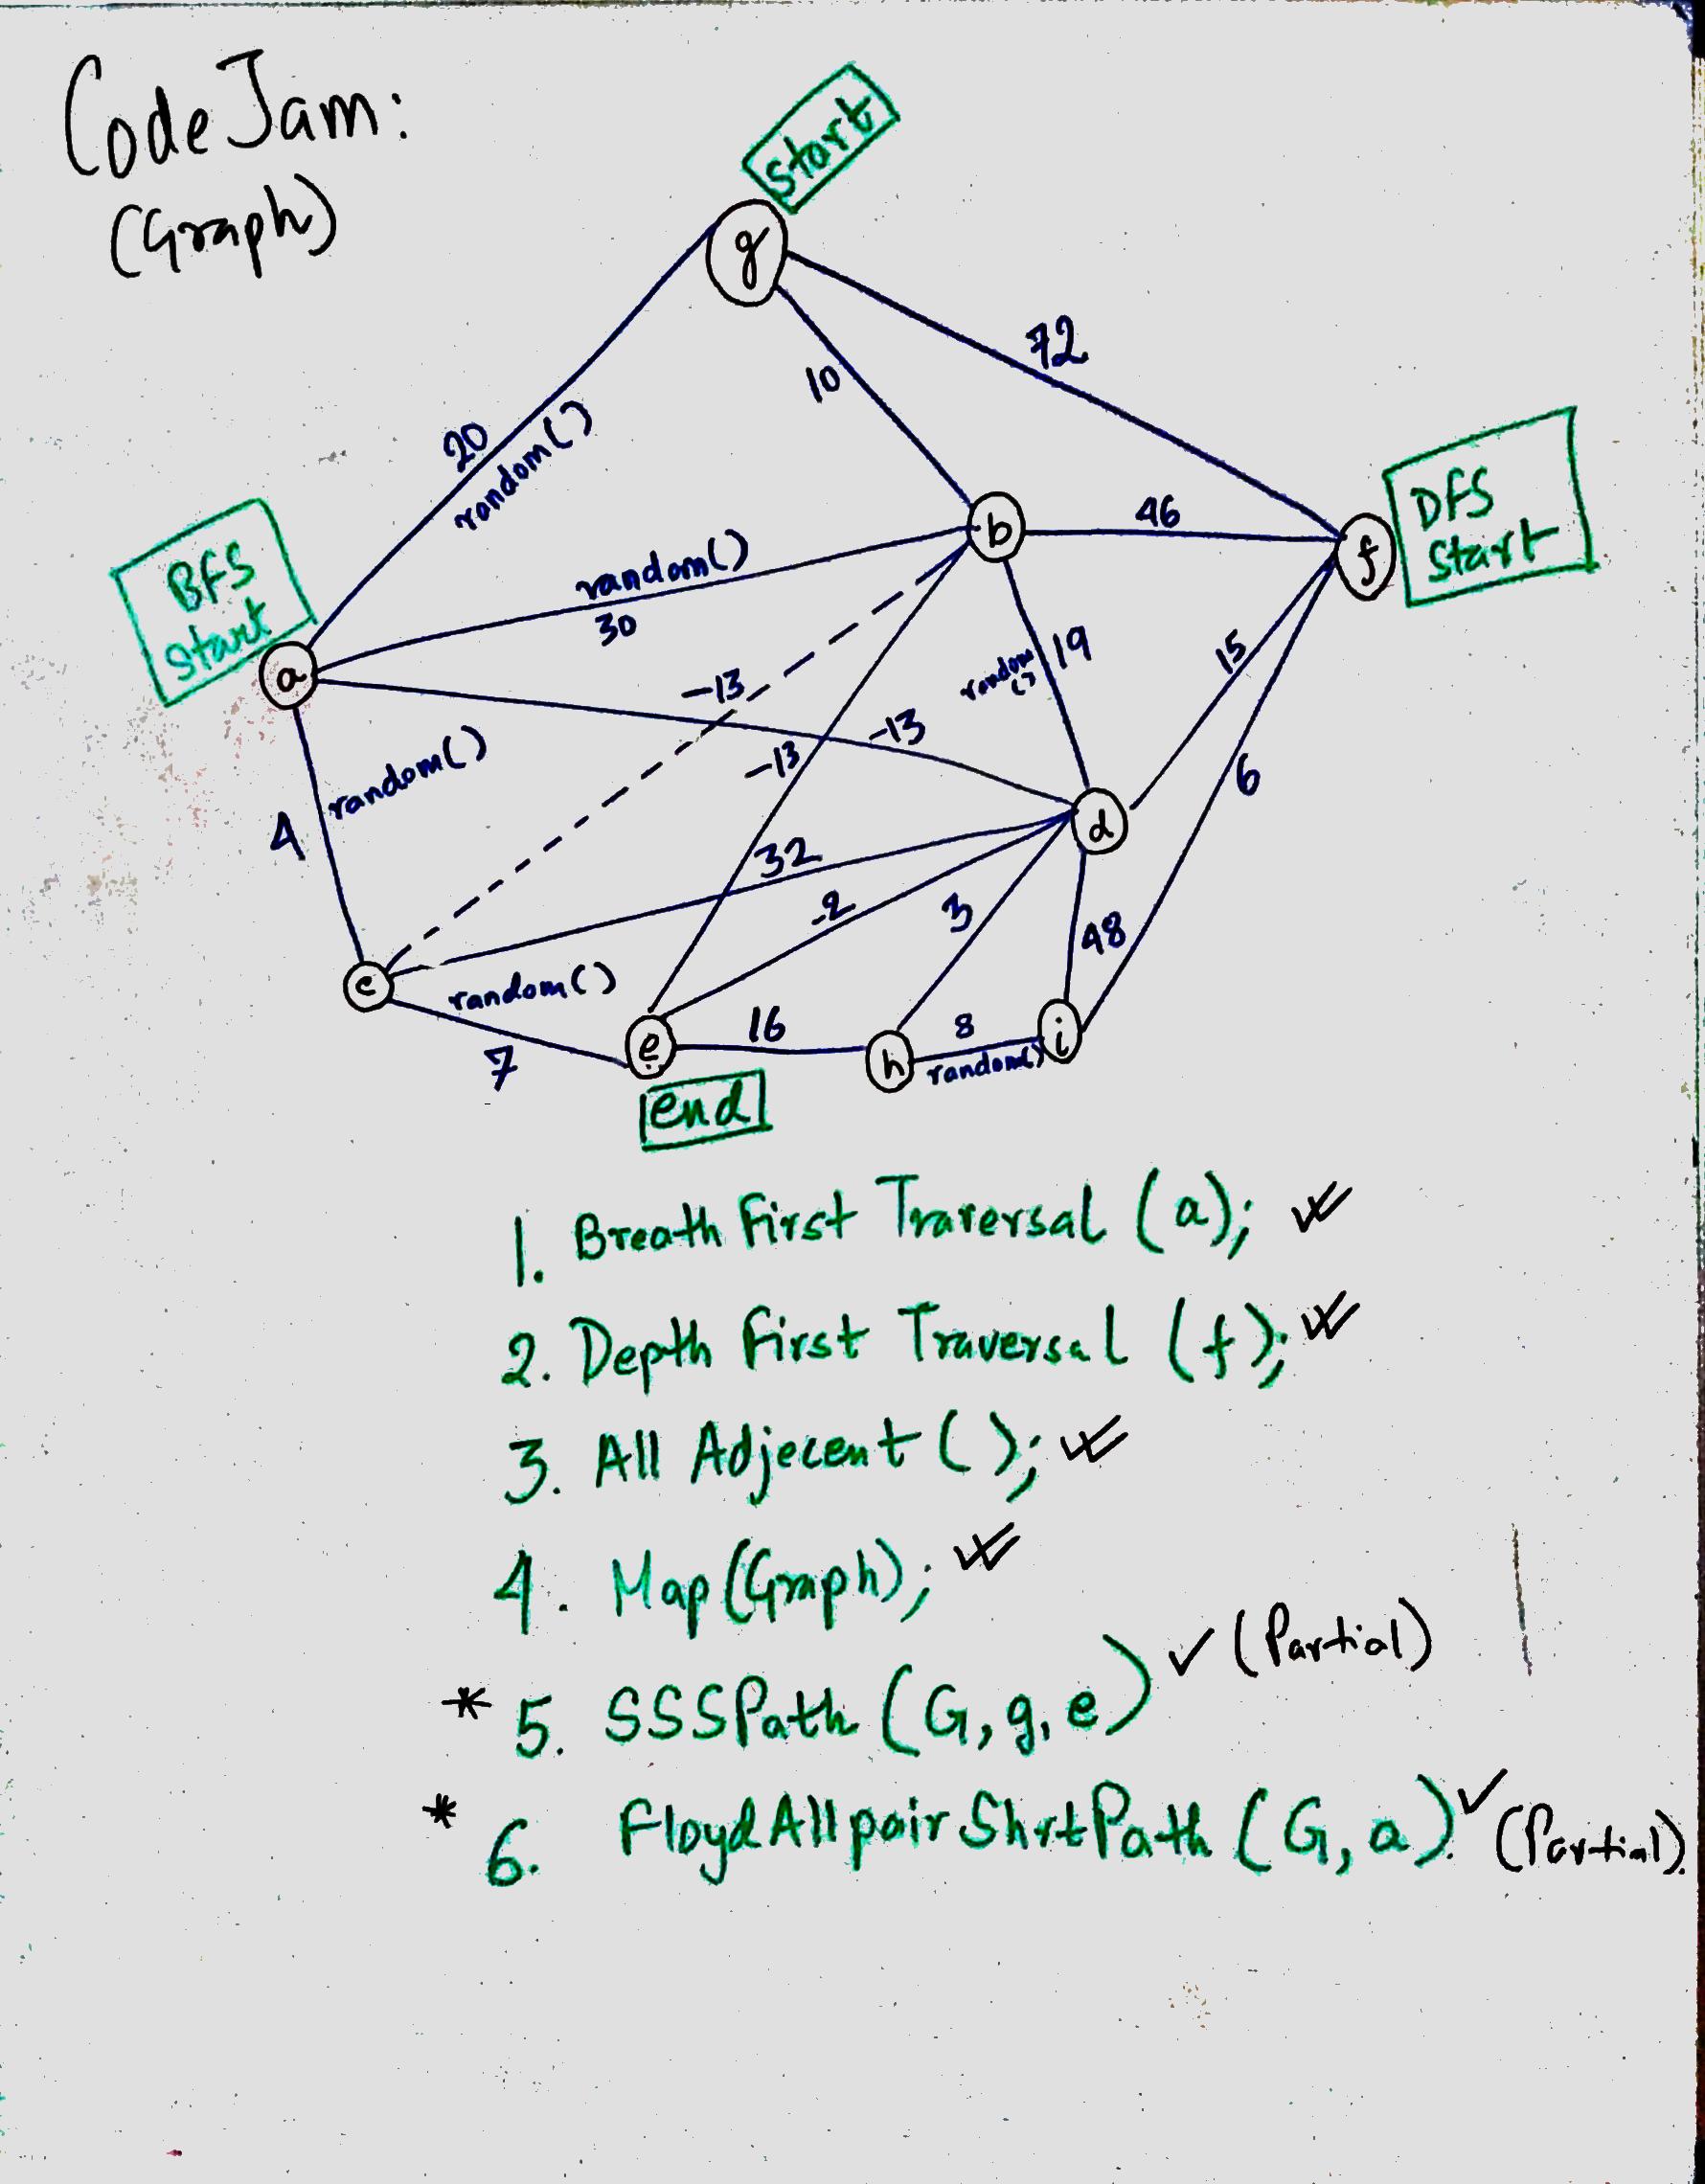 CodeJam:
(Graph)
Start
g
72
10
20
random()
BFS
Start
DFS
Start
b
46
f
random()
30
a
-13
-13
-13
random
()
19
15
6
random()
4
d
32
-2
3
48
c
random()
7
e
16
h
8
random()
i
end
1. Breath First Traversal (a);
2. Depth First Traversal (f);
3. All Adjecent ( );
4. Map(Graph);
* 5. SSSPath (G, g, e) ✓ (Partial)
* 6. FloydAllpairShrtPath (G, a). ✓ (Partial).